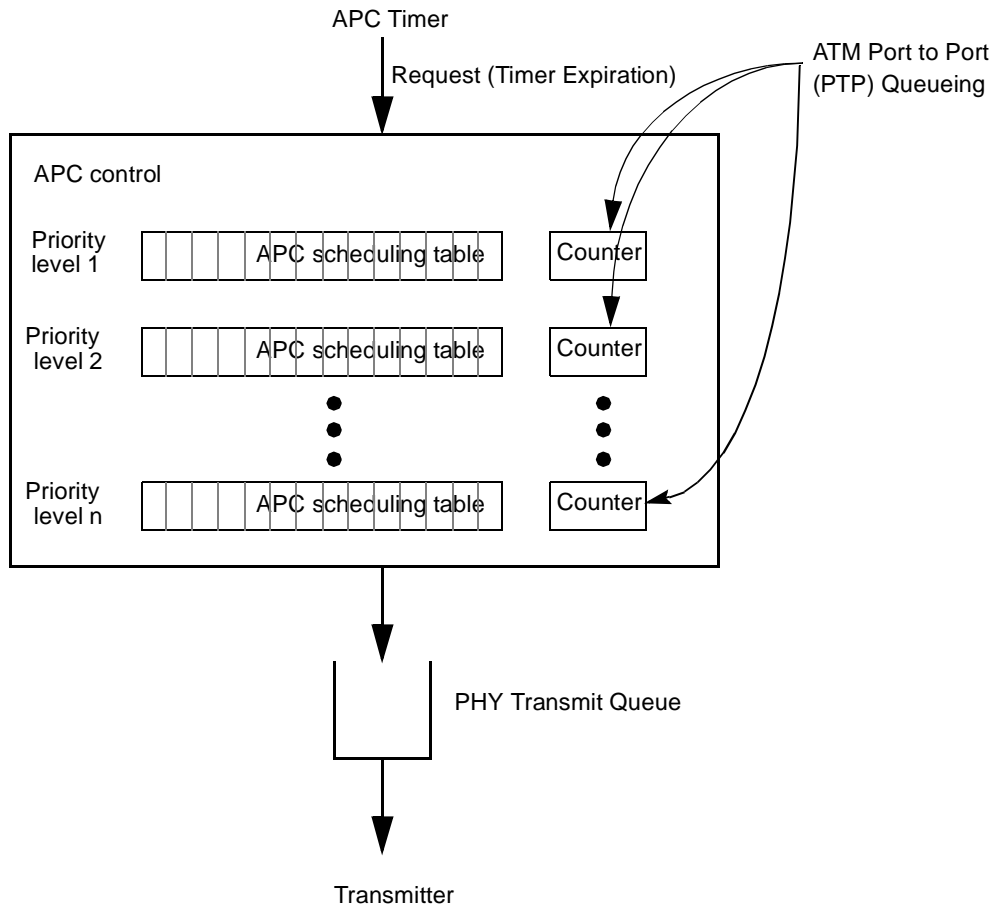 APC Timer
Request (Timer Expiration)
ATM Port to Port
(PTP) Queueing
APC control
Priority
level 1
APC scheduling table
Counter
Priority
level 2
APC scheduling table
Counter
Priority
level n
APC scheduling table
Counter
PHY Transmit Queue
Transmitter